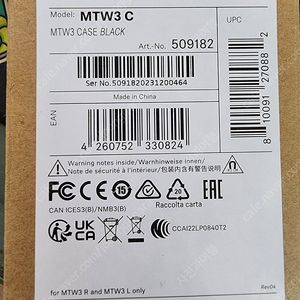 Model: MTW3 C
MTW3 CASE BLACK
Art.-No. 509182
UPC
8 10091 27088 2
Ser No.5091820231200464
Made in China
EAN
4 260752 330824
Warning notes inside/Warnhinweise innen/
Note de sécurité à l'intérieur/包装内含有警告说明
FC CE 15 20 EAC
CAN ICES3(B)/NMB3(B)
Raccolta carta
UK CA
CCAI22LP0840T2
for MTW3 R and MTW3 L only
Rev04